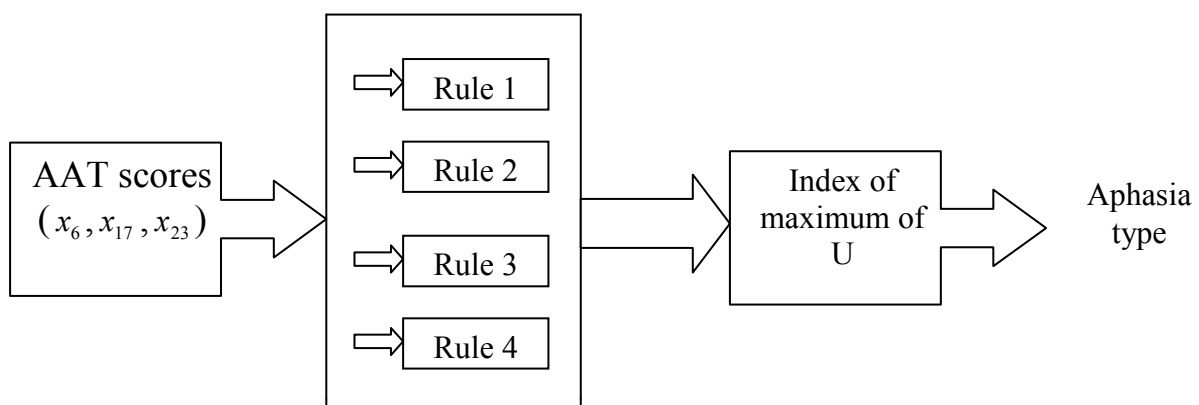 AAT scores
(x₆, x₁₇, x₂₃)
Rule 1
Rule 2
Rule 3
Rule 4
Index of
maximum of
U
Aphasia
type